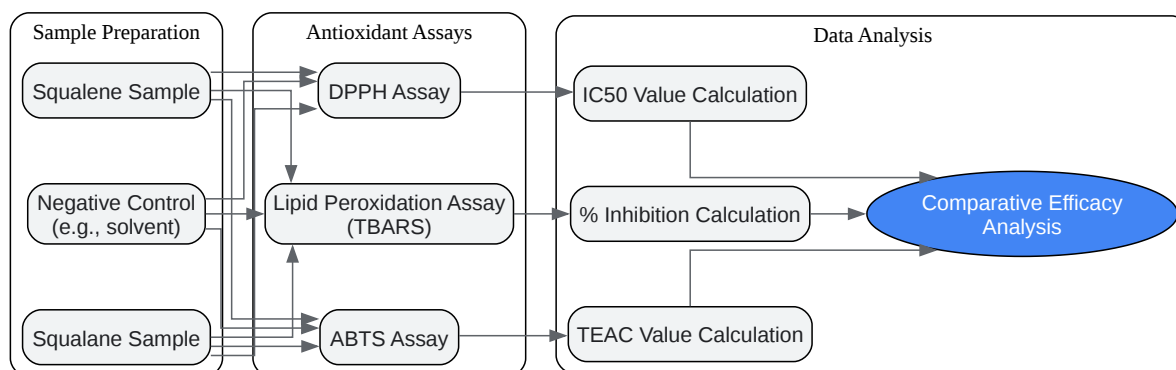 Sample Preparation
Antioxidant Assays
Data Analysis
Squalene Sample
DPPH Assay
IC50 Value Calculation
Negative Control
(e.g., solvent)
Lipid Peroxidation Assay
(TBARS)
% Inhibition Calculation
Comparative Efficacy
Analysis
Squalane Sample
ABTS Assay
TEAC Value Calculation